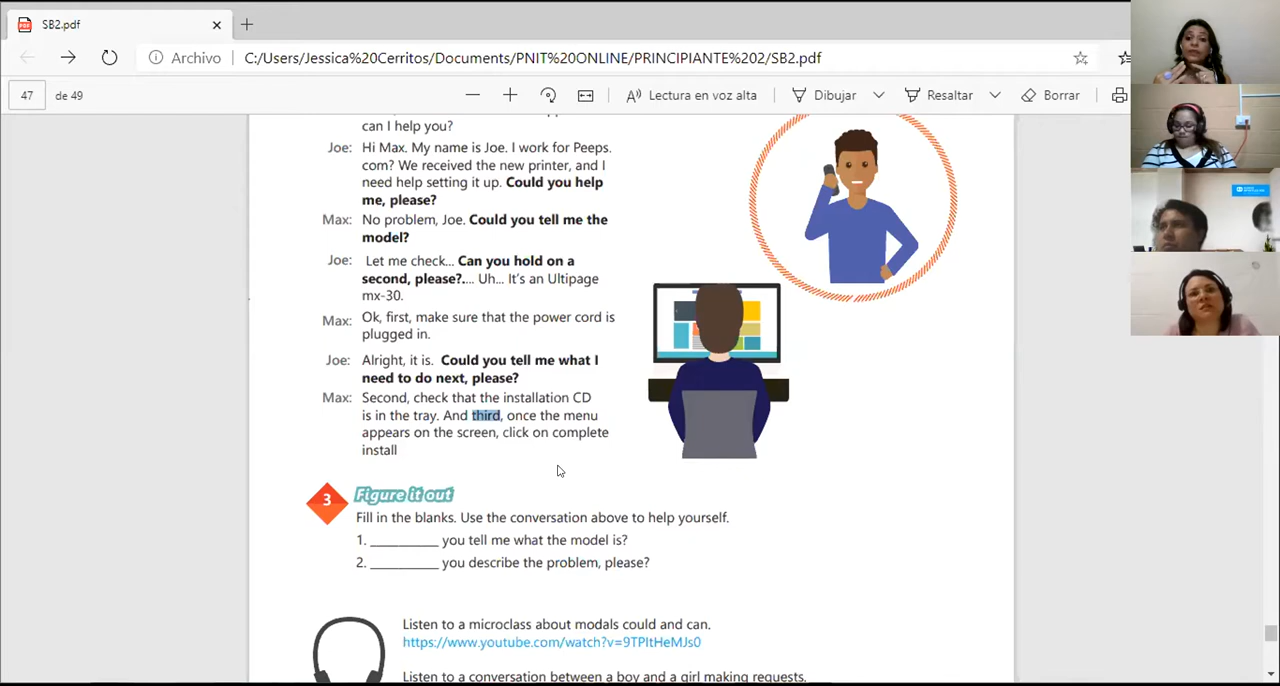 SB2.pdf
Archivo
C:/Users/Jessica%20Cerritos/Documents/PNIT%20ONLINE/PRINCIPIANTE%202/SB2.pdf
47 de 49
Lectura en voz alta
Dibujar
Resaltar
Borrar
can I help you?
Joe: Hi Max. My name is Joe. I work for Peeps.
com? We received the new printer, and I
need help setting it up. Could you help
me, please?
Max: No problem, Joe. Could you tell me the
model?
Joe: Let me check... Can you hold on a
second, please?.... Uh... It's an Ultipage
mx-30.
Max: Ok, first, make sure that the power cord is
plugged in.
Joe: Alright, it is. Could you tell me what I
need to do next, please?
Max: Second, check that the installation CD
is in the tray. And third, once the menu
appears on the screen, click on complete
install
3 Figure it out
Fill in the blanks. Use the conversation above to help yourself.
1. __________ you tell me what the model is?
2. __________ you describe the problem, please?
Listen to a microclass about modals could and can.
https://www.youtube.com/watch?v=9TPItHeMJs0
Listen to a conversation between a boy and a girl making requests.